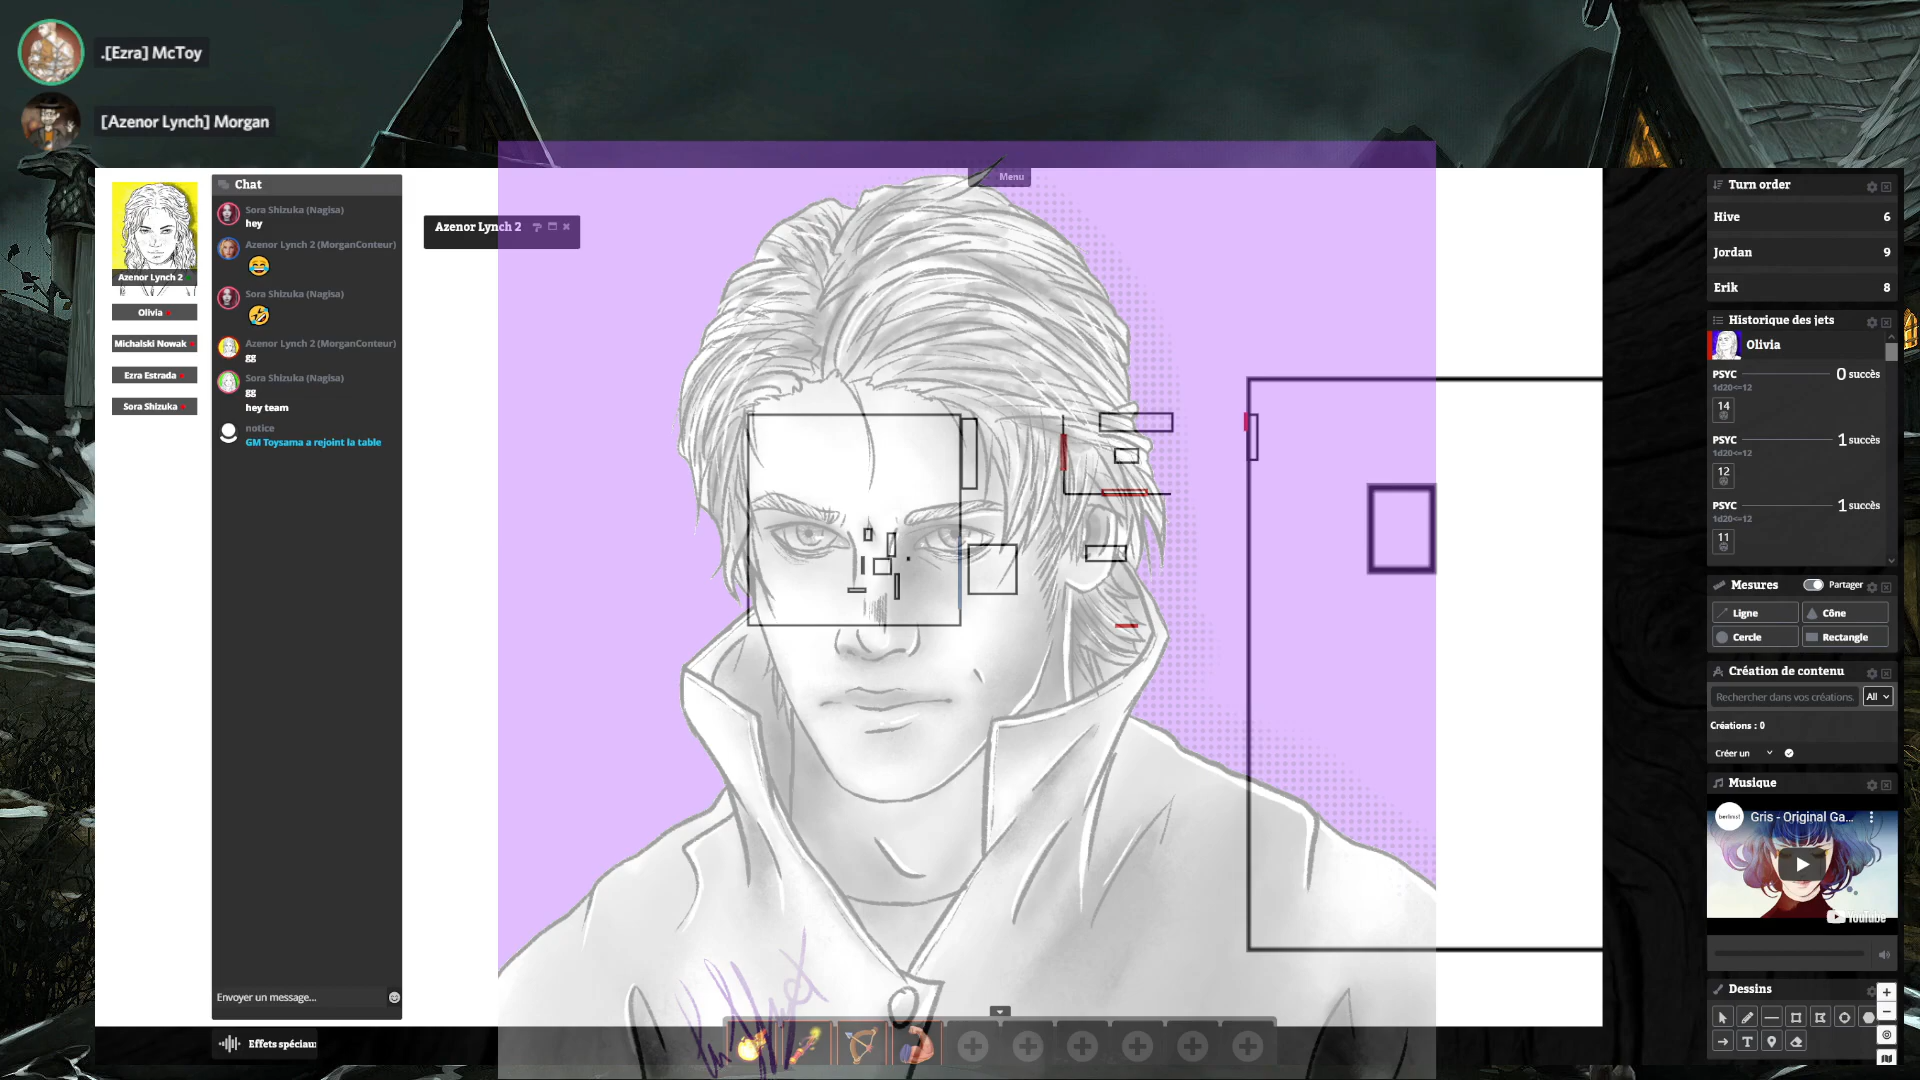 .[Ezra] McToy
[Azenor Lynch] Morgan
Azenor Lynch 2
Olivia
Michalski Nowak
Ezra Estrada
Sora Shizuka
Chat
Sora Shizuka (Nagisa)
hey
Azenor Lynch 2 (MorganConteur)
Sora Shizuka (Nagisa)
Azenor Lynch 2 (MorganConteur)
gg
Sora Shizuka (Nagisa)
gg
hey team
notice
GM Toysama a rejoint la table
Envoyer un message...
Effets spéciaux
Azenor Lynch 2
Menu
Turn order
Hive 6
Jordan 9
Erik 8
Historique des jets
Olivia
PSYC 0 succès
1d20<=12
14
PSYC 1 succès
1d20<=12
12
PSYC 1 succès
1d20<=12
11
Mesures Partager
Ligne Cône
Cercle Rectangle
Création de contenu
Rechercher dans vos créations. All
Créations : 0
Créer un
Musique
Gris - Original Ga...
YouTube
Dessins
T